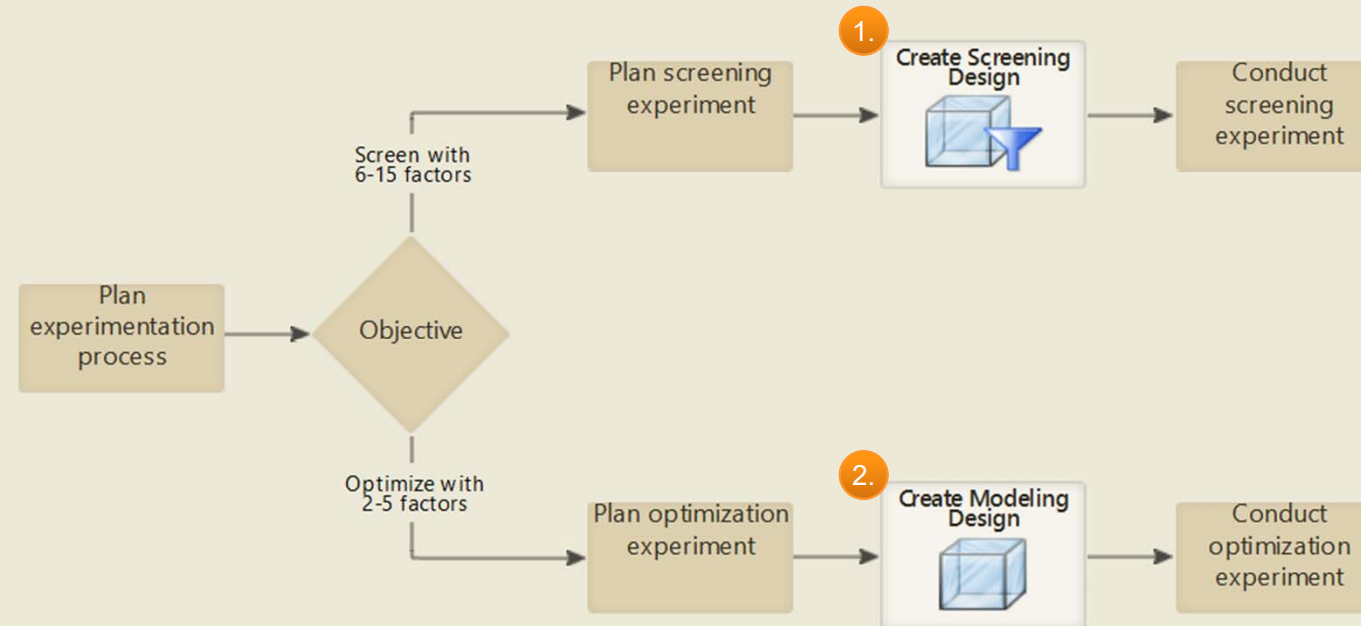 1.
Create Screening
Design
Plan screening
experiment
Conduct
screening
experiment
Screen with
6-15 factors
Plan
experimentation
process
Objective
Optimize with
2-5 factors
2.
Plan optimization
experiment
Create Modeling
Design
Conduct
optimization
experiment